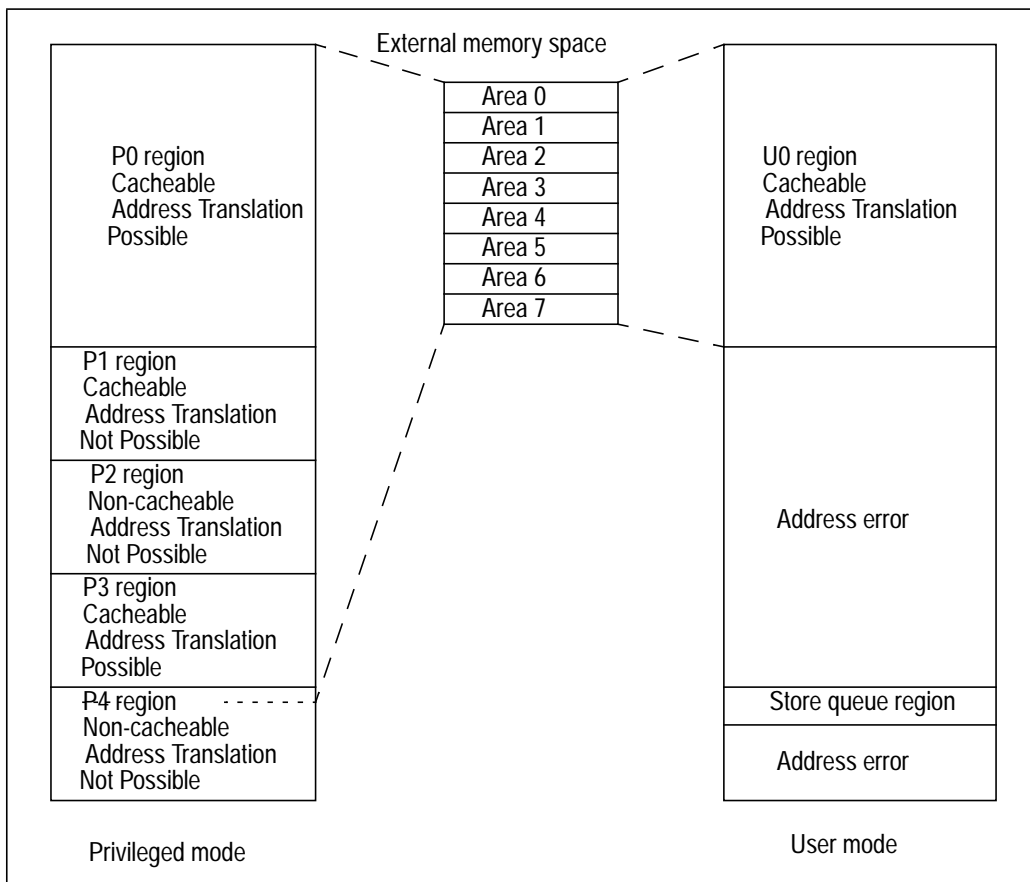 External memory space
P0 region
Cacheable
Address Translation
Possible
P1 region
Cacheable
Address Translation
Not Possible
P2 region
Non-cacheable
Address Translation
Not Possible
P3 region
Cacheable
Address Translation
Possible
P4 region
Non-cacheable
Address Translation
Not Possible
Privileged mode
Area 0
Area 1
Area 2
Area 3
Area 4
Area 5
Area 6
Area 7
U0 region
Cacheable
Address Translation
Possible
Address error
Store queue region
Address error
User mode